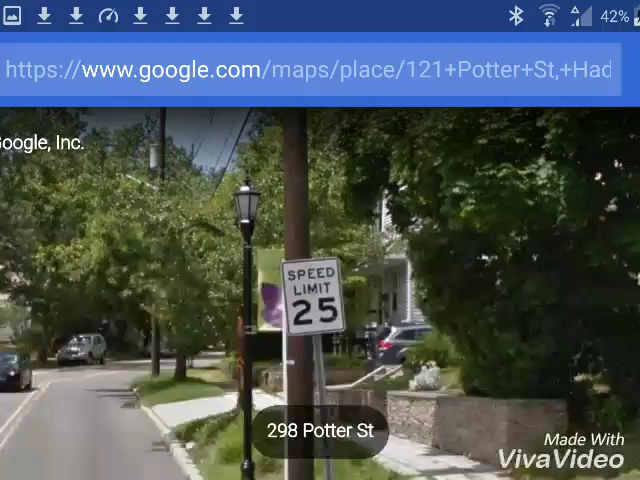 42%
https://www.google.com/maps/place/121+Potter+St,+Had
Google, Inc.
SPEED
LIMIT
25
298 Potter St
Made With
VivaVideo